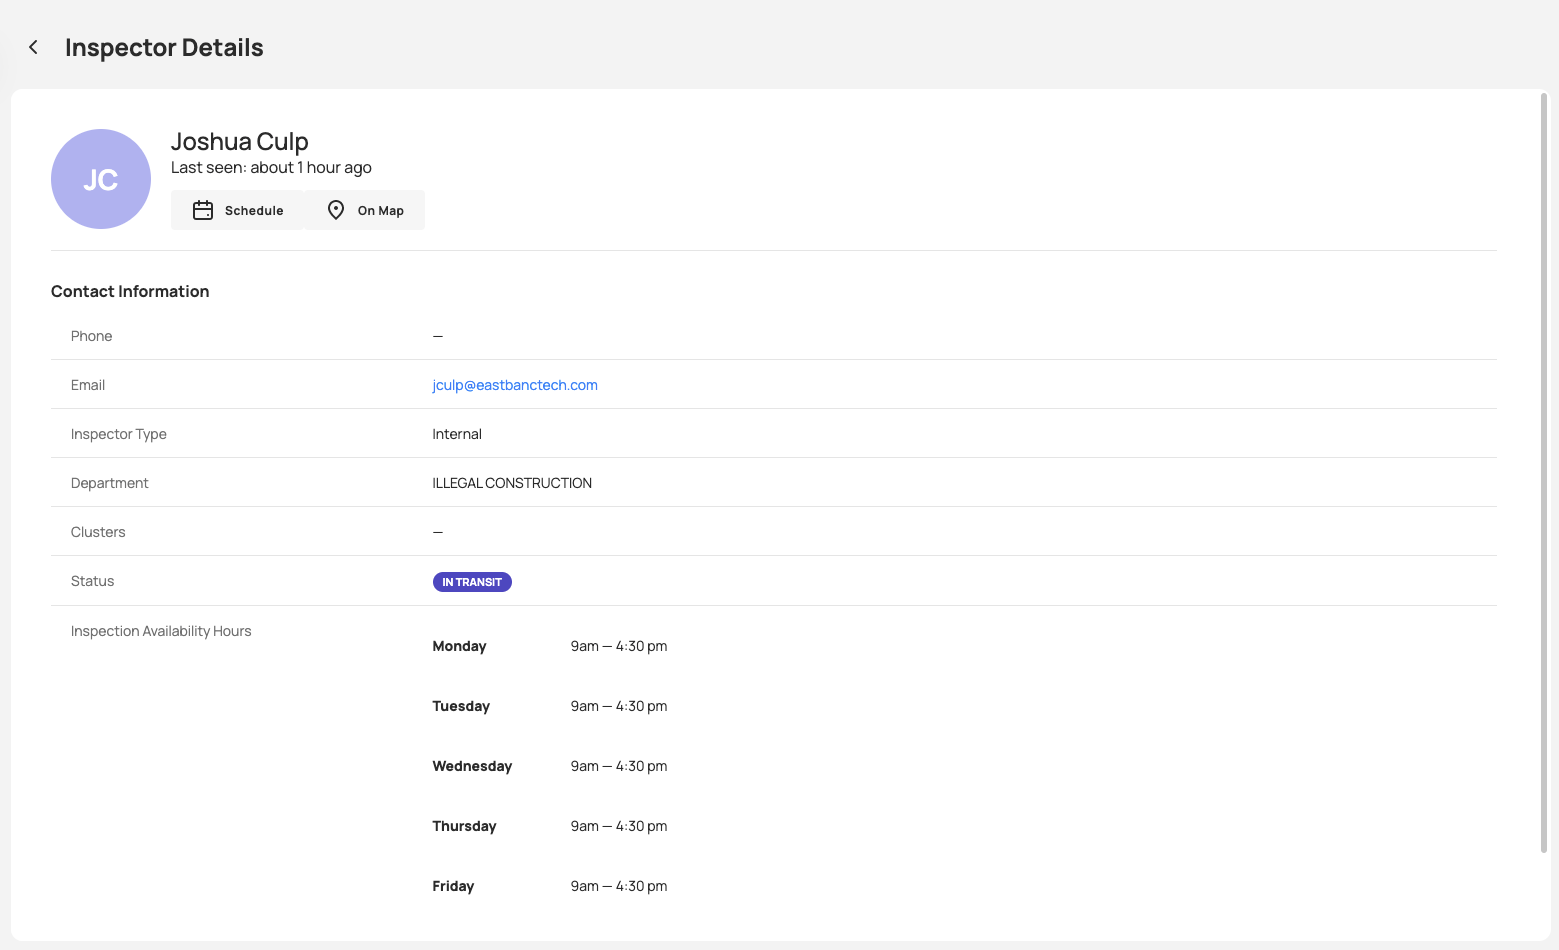 Inspector Details
JC
Joshua Culp
Last seen: about 1 hour ago
Schedule On Map
Contact Information
Phone —
Email jculp@eastbanctech.com
Inspector Type Internal
Department ILLEGAL CONSTRUCTION
Clusters —
Status IN TRANSIT
Inspection Availability Hours
Monday 9am — 4:30 pm
Tuesday 9am — 4:30 pm
Wednesday 9am — 4:30 pm
Thursday 9am — 4:30 pm
Friday 9am — 4:30 pm